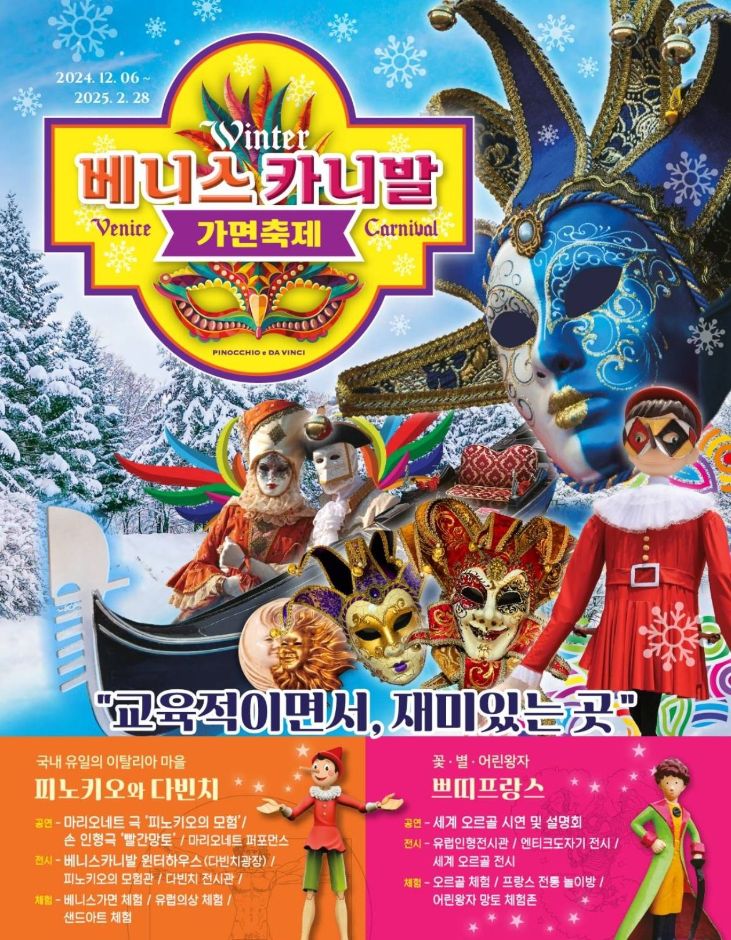 2024. 12. 06 ~
2025. 2. 28
Winter
베니스 카니발
Venice
가면축제
Carnival
PINOCCHIO e DA VINCI
"교육적이면서, 재미있는 곳"
국내 유일의 이탈리아 마을
피노키오와 다빈치
공연 - 마리오네트 극 '피노키오의 모험' /
손 인형극 '빨간망토' / 마리오네트 퍼포먼스
전시 - 베니스카니발 윈터하우스 (다빈치광장) /
피노키오의 모험관 / 다빈치 전시관 /
체험 - 베니스가면 체험 / 유럽의상 체험 /
샌드아트 체험
꽃 · 별 · 어린왕자
쁘띠프랑스
공연 - 세계 오르골 시연 및 설명회
전시 - 유럽인형전시관 / 엔티크도자기 전시 /
세계 오르골 전시
체험 - 오르골 체험 / 프랑스 전통 놀이방 /
어린왕자 망토 체험존